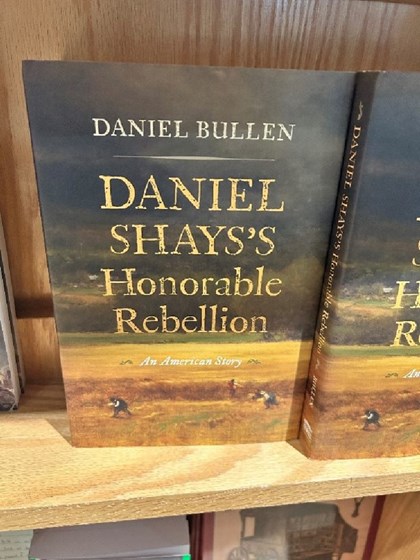 DANIEL BULLEN
DANIEL
SHAYS'S
Honorable
Rebellion
An American Story
DANIEL SHAYS'S Honorable Rebellion